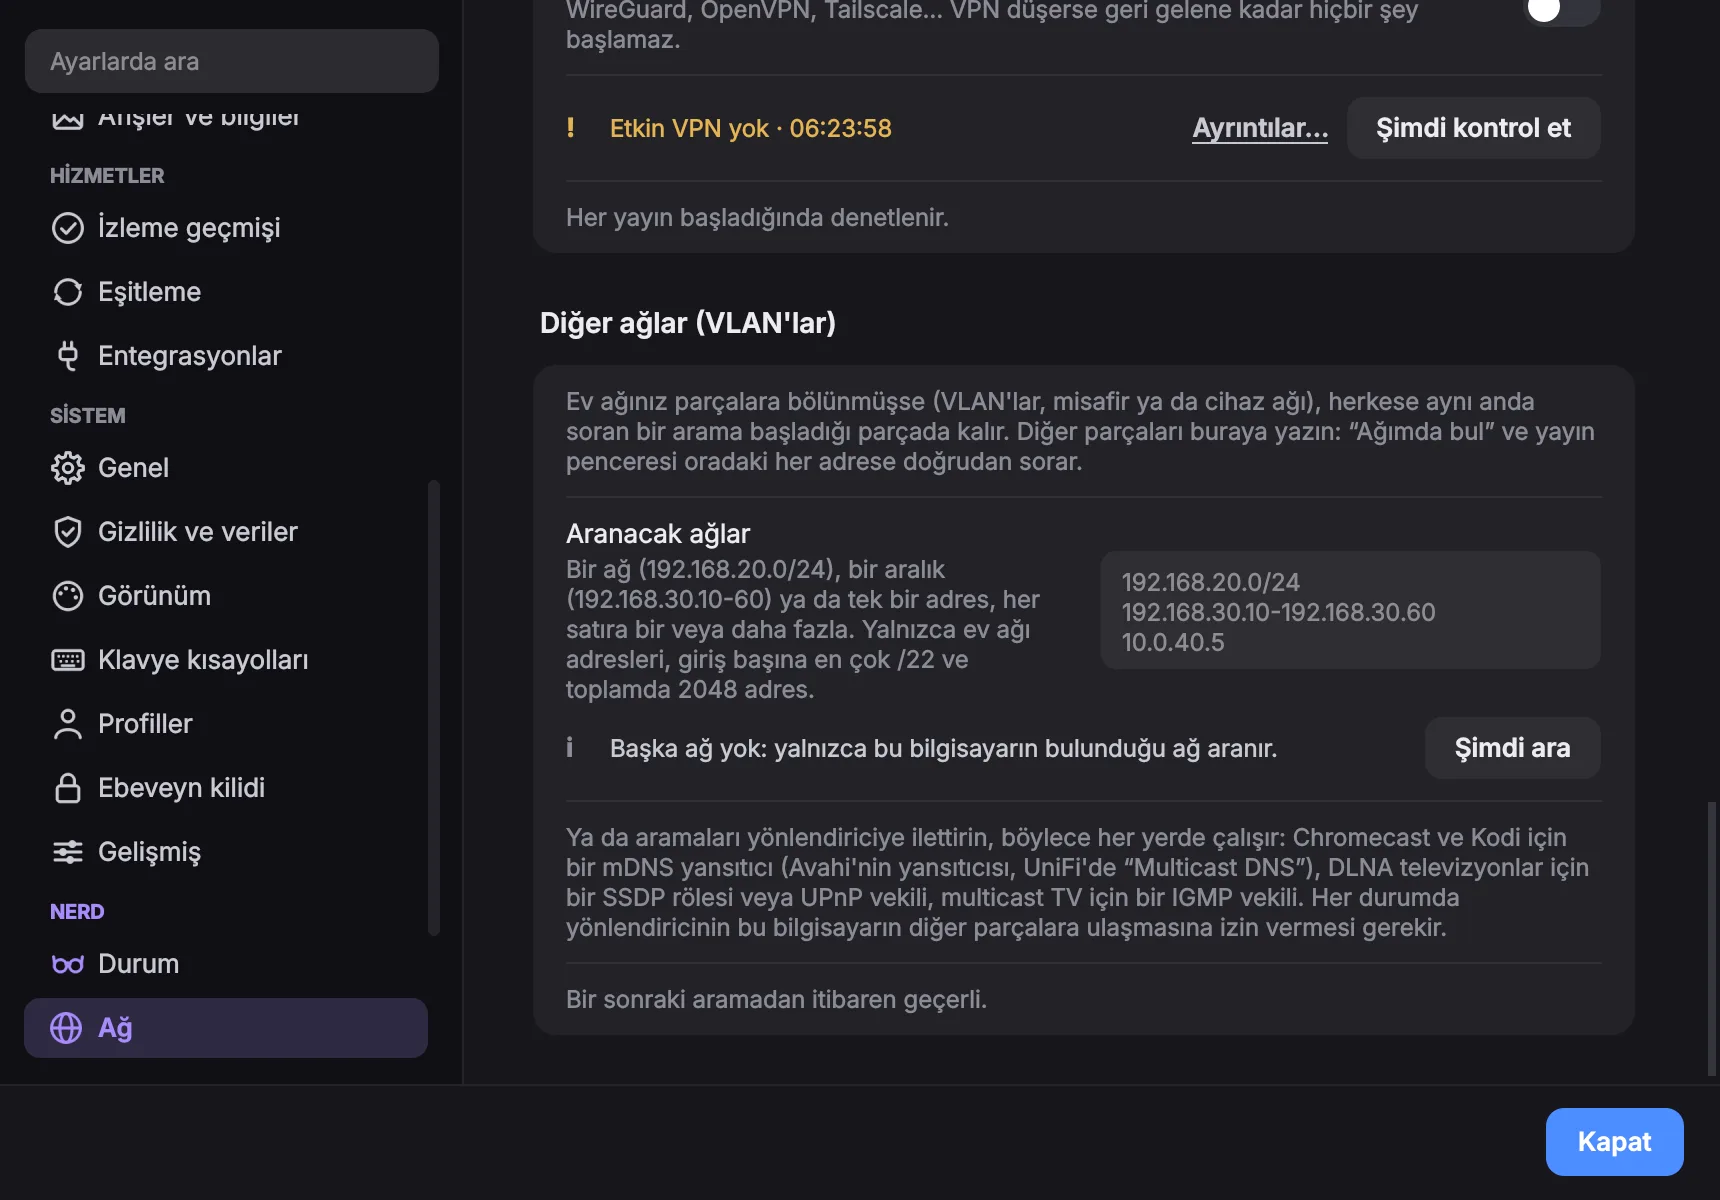 Ayarlarda ara
Afişler ve bilgiler
HİZMETLER
İzleme geçmişi
Eşitleme
Entegrasyonlar
SİSTEM
Genel
Gizlilik ve veriler
Görünüm
Klavye kısayolları
Profiller
Ebeveyn kilidi
Gelişmiş
NERD
Durum
Ağ
WireGuard, OpenVPN, Tailscale... VPN düşerse geri gelene kadar hiçbir şey
başlamaz.
! Etkin VPN yok · 06:23:58
Ayrıntılar...
Şimdi kontrol et
Her yayın başladığında denetlenir.
Diğer ağlar (VLAN'lar)
Ev ağınız parçalara bölünmüşse (VLAN'lar, misafir ya da cihaz ağı), herkese aynı anda
soran bir arama başladığı parçada kalır. Diğer parçaları buraya yazın: “Ağımda bul” ve yayın
penceresi oradaki her adrese doğrudan sorar.
Aranacak ağlar
Bir ağ (192.168.20.0/24), bir aralık
(192.168.30.10-60) ya da tek bir adres, her
satıra bir veya daha fazla. Yalnızca ev ağı
adresleri, giriş başına en çok /22 ve
toplamda 2048 adres.
192.168.20.0/24
192.168.30.10-192.168.30.60
10.0.40.5
i Başka ağ yok: yalnızca bu bilgisayarın bulunduğu ağ aranır.
Şimdi ara
Ya da aramaları yönlendiriciye ilettirin, böylece her yerde çalışır: Chromecast ve Kodi için
bir mDNS yansıtıcı (Avahi'nin yansıtıcısı, UniFi'de “Multicast DNS”), DLNA televizyonlar için
bir SSDP rölesi veya UPnP vekili, multicast TV için bir IGMP vekili. Her durumda
yönlendiricinin bu bilgisayarın diğer parçalara ulaşmasına izin vermesi gerekir.
Bir sonraki aramadan itibaren geçerli.
Kapat